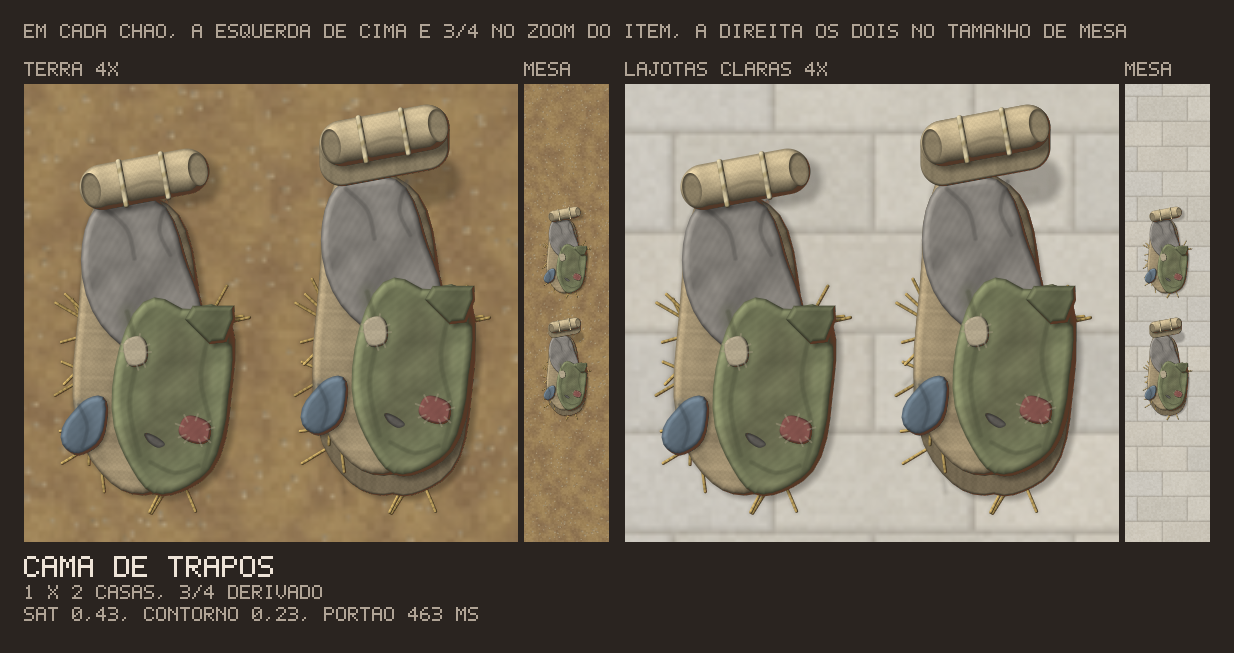 EM CADA CHAO, A ESQUERDA DE CIMA E 3/4 NO ZOOM DO ITEM, A DIREITA OS DOIS NO TAMANHO DE MESA
TERRA 4X MESA LAJOTAS CLARAS 4X MESA
CAMA DE TRAPOS
1 X 2 CASAS, 3/4 DERIVADO
SAT 0,43, CONTORNO 0,23, PORTAO 463 MS